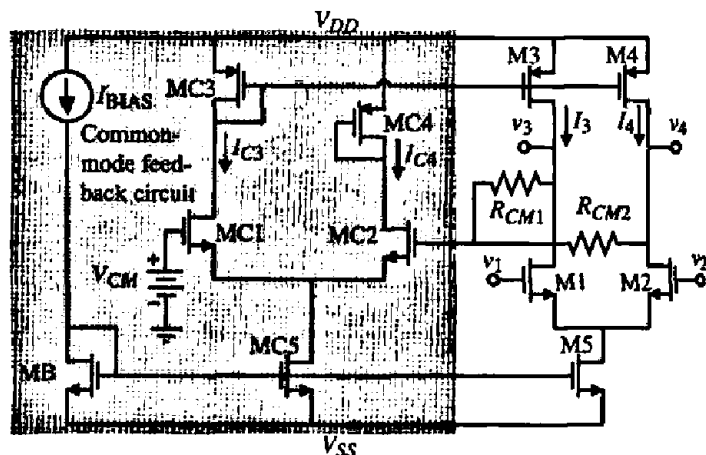 V_DD
M3
M4
I_BIAS
MC3
Common-
mode feed-
back circuit
MC4
I_C3
I_C4
v_3
I_3
I_4
v_4
R_CM1
R_CM2
MC1
MC2
V_CM
v_1
M1
M2
v_2
MB
MC5
M5
V_SS